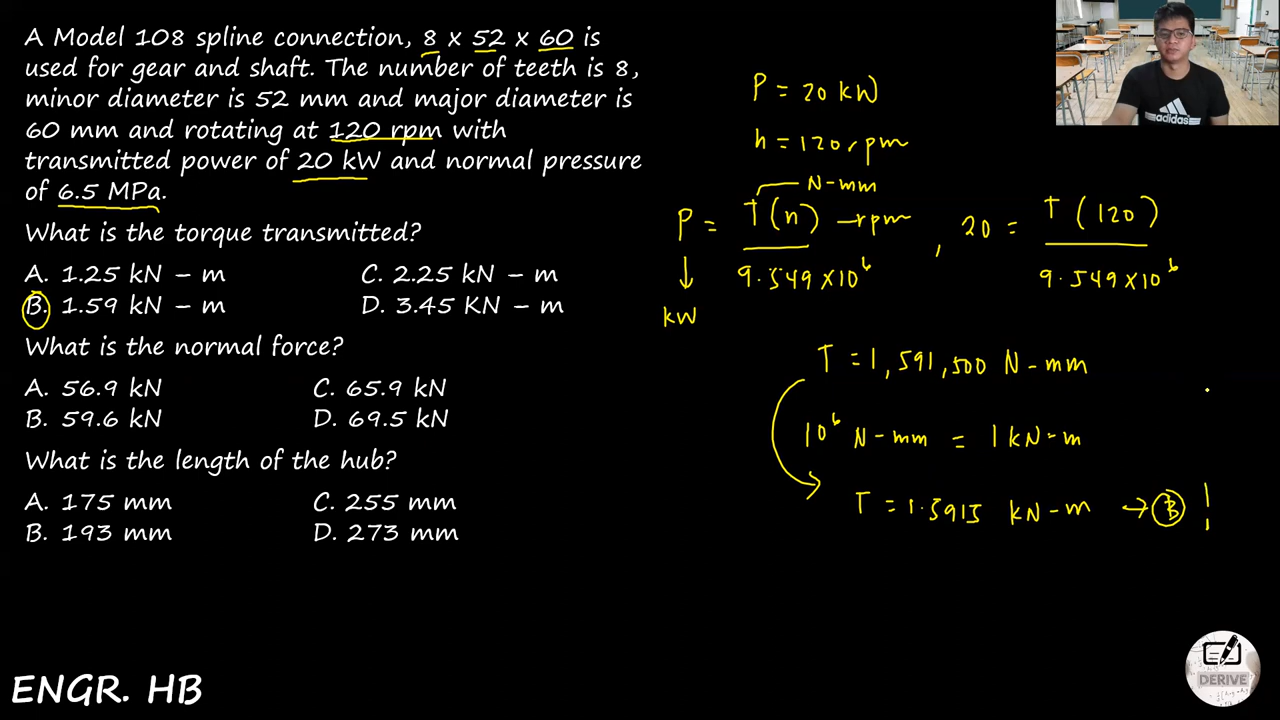 A Model 108 spline connection, 8 x 52 x 60 is
used for gear and shaft. The number of teeth is 8,
minor diameter is 52 mm and major diameter is
60 mm and rotating at 120 rpm with
transmitted power of 20 kW and normal pressure
of 6.5 MPa.
What is the torque transmitted?
A. 1.25 kN – m C. 2.25 kN – m
B. 1.59 kN – m D. 3.45 KN – m
What is the normal force?
A. 56.9 kN C. 65.9 kN
B. 59.6 kN D. 69.5 kN
What is the length of the hub?
A. 175 mm C. 255 mm
B. 193 mm D. 273 mm
P = 20 kW
n = 120 rpm
N-mm
P = T(n) rpm , 20 = T (120)
9.549x10⁶ 9.549x10⁶
kW
T = 1,591,500 N-mm
10⁶ N-mm = 1 kN-m
T = 1.5915 kN-m → B !
adidas
ENGR. HB
DERIVE